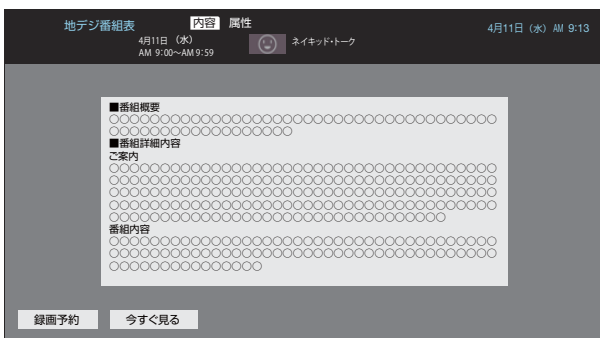 地デジ番組表 内容 属性 4月11日（水） AM 9:13
4月11日（水） ネイキッド・トーク
AM 9:00～AM 9:59
■番組概要
○○○○○○○○○○○○○○○○○○○○○○○○○○○○○○○
○○○○○○○○○○○○○○○
■番組詳細内容
ご案内
○○○○○○○○○○○○○○○○○○○○○○○○○○○○○○○
○○○○○○○○○○○○○○○○○○○○○○○○○○○○○○○
○○○○○○○○○○○○○○○○○○○○○○○○○○○○○○○
○○○○○○○○○○○○○○○○○○○○○○○○○○○○○○○
○○○○○○○○○○○○○○○○○○○○○○○○○○○
番組内容
○○○○○○○○○○○○○○○○○○○○○○○○○○○○○○○
○○○○○○○○○○○○○○○○○○○○○○○○○○○○○○○
○○○○○○○○○○○○
録画予約 今すぐ見る